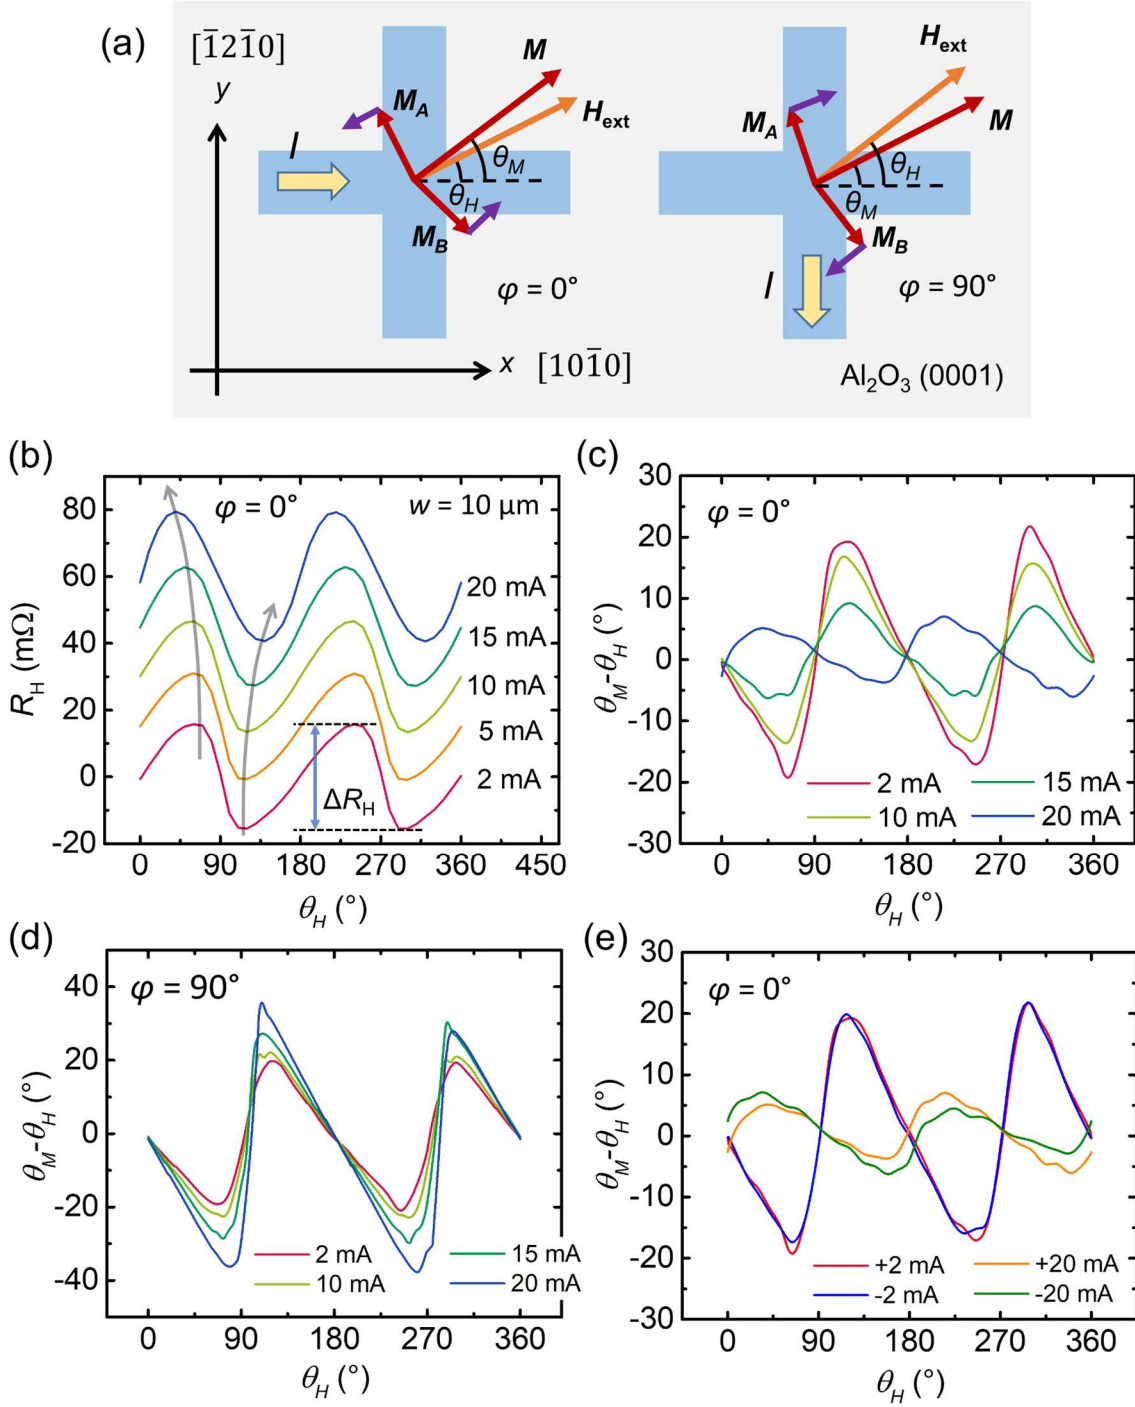 (a)
[1̄21̄0]
y
M_A
M
H_ext
I
θ_M
θ_H
M_B
φ = 0°
H_ext
M_A
M
θ_H
θ_M
M_B
I
φ = 90°
x [101̄0]
Al₂O₃ (0001)
(b)
φ = 0°
w = 10 μm
80
60
40
20
0
-20
R_H (mΩ)
20 mA
15 mA
10 mA
5 mA
2 mA
ΔR_H
0 90 180 270 360 450
θ_H (°)
(c)
φ = 0°
30
20
10
0
-10
-20
-30
θ_M-θ_H (°)
2 mA 15 mA
10 mA 20 mA
0 90 180 270 360
θ_H (°)
(d)
φ = 90°
40
20
0
-20
-40
θ_M-θ_H (°)
2 mA 15 mA
10 mA 20 mA
0 90 180 270 360
θ_H (°)
(e)
φ = 0°
30
20
10
0
-10
-20
-30
θ_M-θ_H (°)
+2 mA +20 mA
-2 mA -20 mA
0 90 180 270 360
θ_H (°)